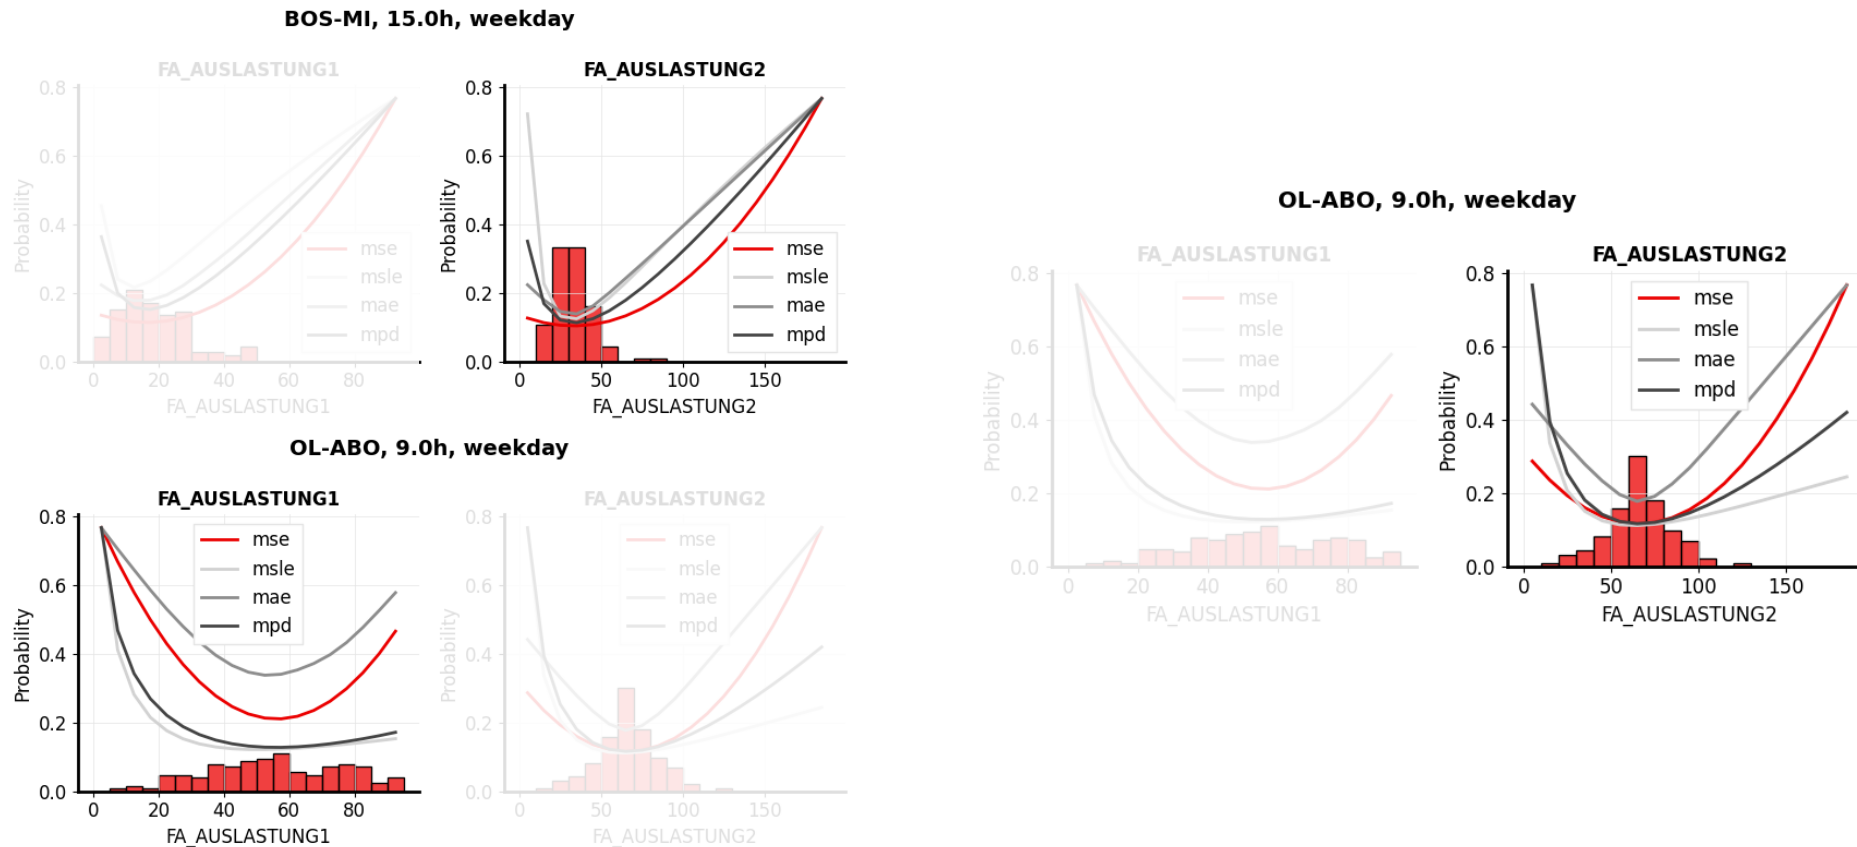 BOS-MI, 15.0h, weekday
FA_AUSLASTUNG1
Probability
0.8
0.6
0.4
0.2
0.0
mse
msle
mae
mpd
0 20 40 60 80
FA_AUSLASTUNG1
FA_AUSLASTUNG2
Probability
0.8
0.6
0.4
0.2
0.0
mse
msle
mae
mpd
0 50 100 150
FA_AUSLASTUNG2
OL-ABO, 9.0h, weekday
FA_AUSLASTUNG1
Probability
0.8
0.6
0.4
0.2
0.0
mse
msle
mae
mpd
0 20 40 60 80
FA_AUSLASTUNG1
FA_AUSLASTUNG2
Probability
0.8
0.6
0.4
0.2
0.0
mse
msle
mae
mpd
0 50 100 150
FA_AUSLASTUNG2
OL-ABO, 9.0h, weekday
FA_AUSLASTUNG1
Probability
0.8
0.6
0.4
0.2
0.0
mse
msle
mae
mpd
0 20 40 60 80
FA_AUSLASTUNG1
FA_AUSLASTUNG2
Probability
0.8
0.6
0.4
0.2
0.0
mse
msle
mae
mpd
0 50 100 150
FA_AUSLASTUNG2